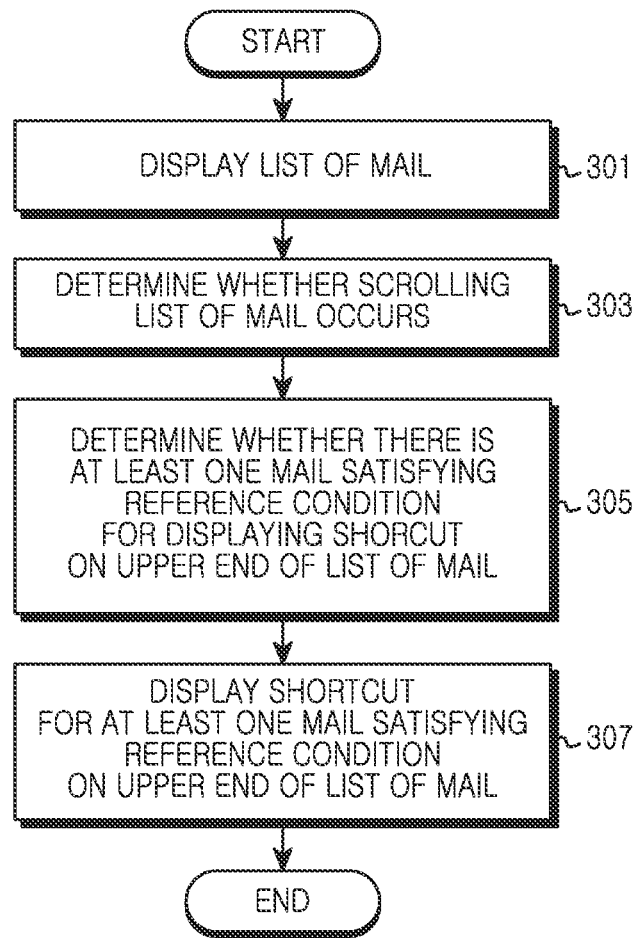 START
DISPLAY LIST OF MAIL
301
DETERMINE WHETHER SCROLLING
LIST OF MAIL OCCURS
303
DETERMINE WHETHER THERE IS
AT LEAST ONE MAIL SATISFYING
REFERENCE CONDITION
FOR DISPLAYING SHORCUT
ON UPPER END OF LIST OF MAIL
305
DISPLAY SHORTCUT
FOR AT LEAST ONE MAIL SATISFYING
REFERENCE CONDITION
ON UPPER END OF LIST OF MAIL
307
END